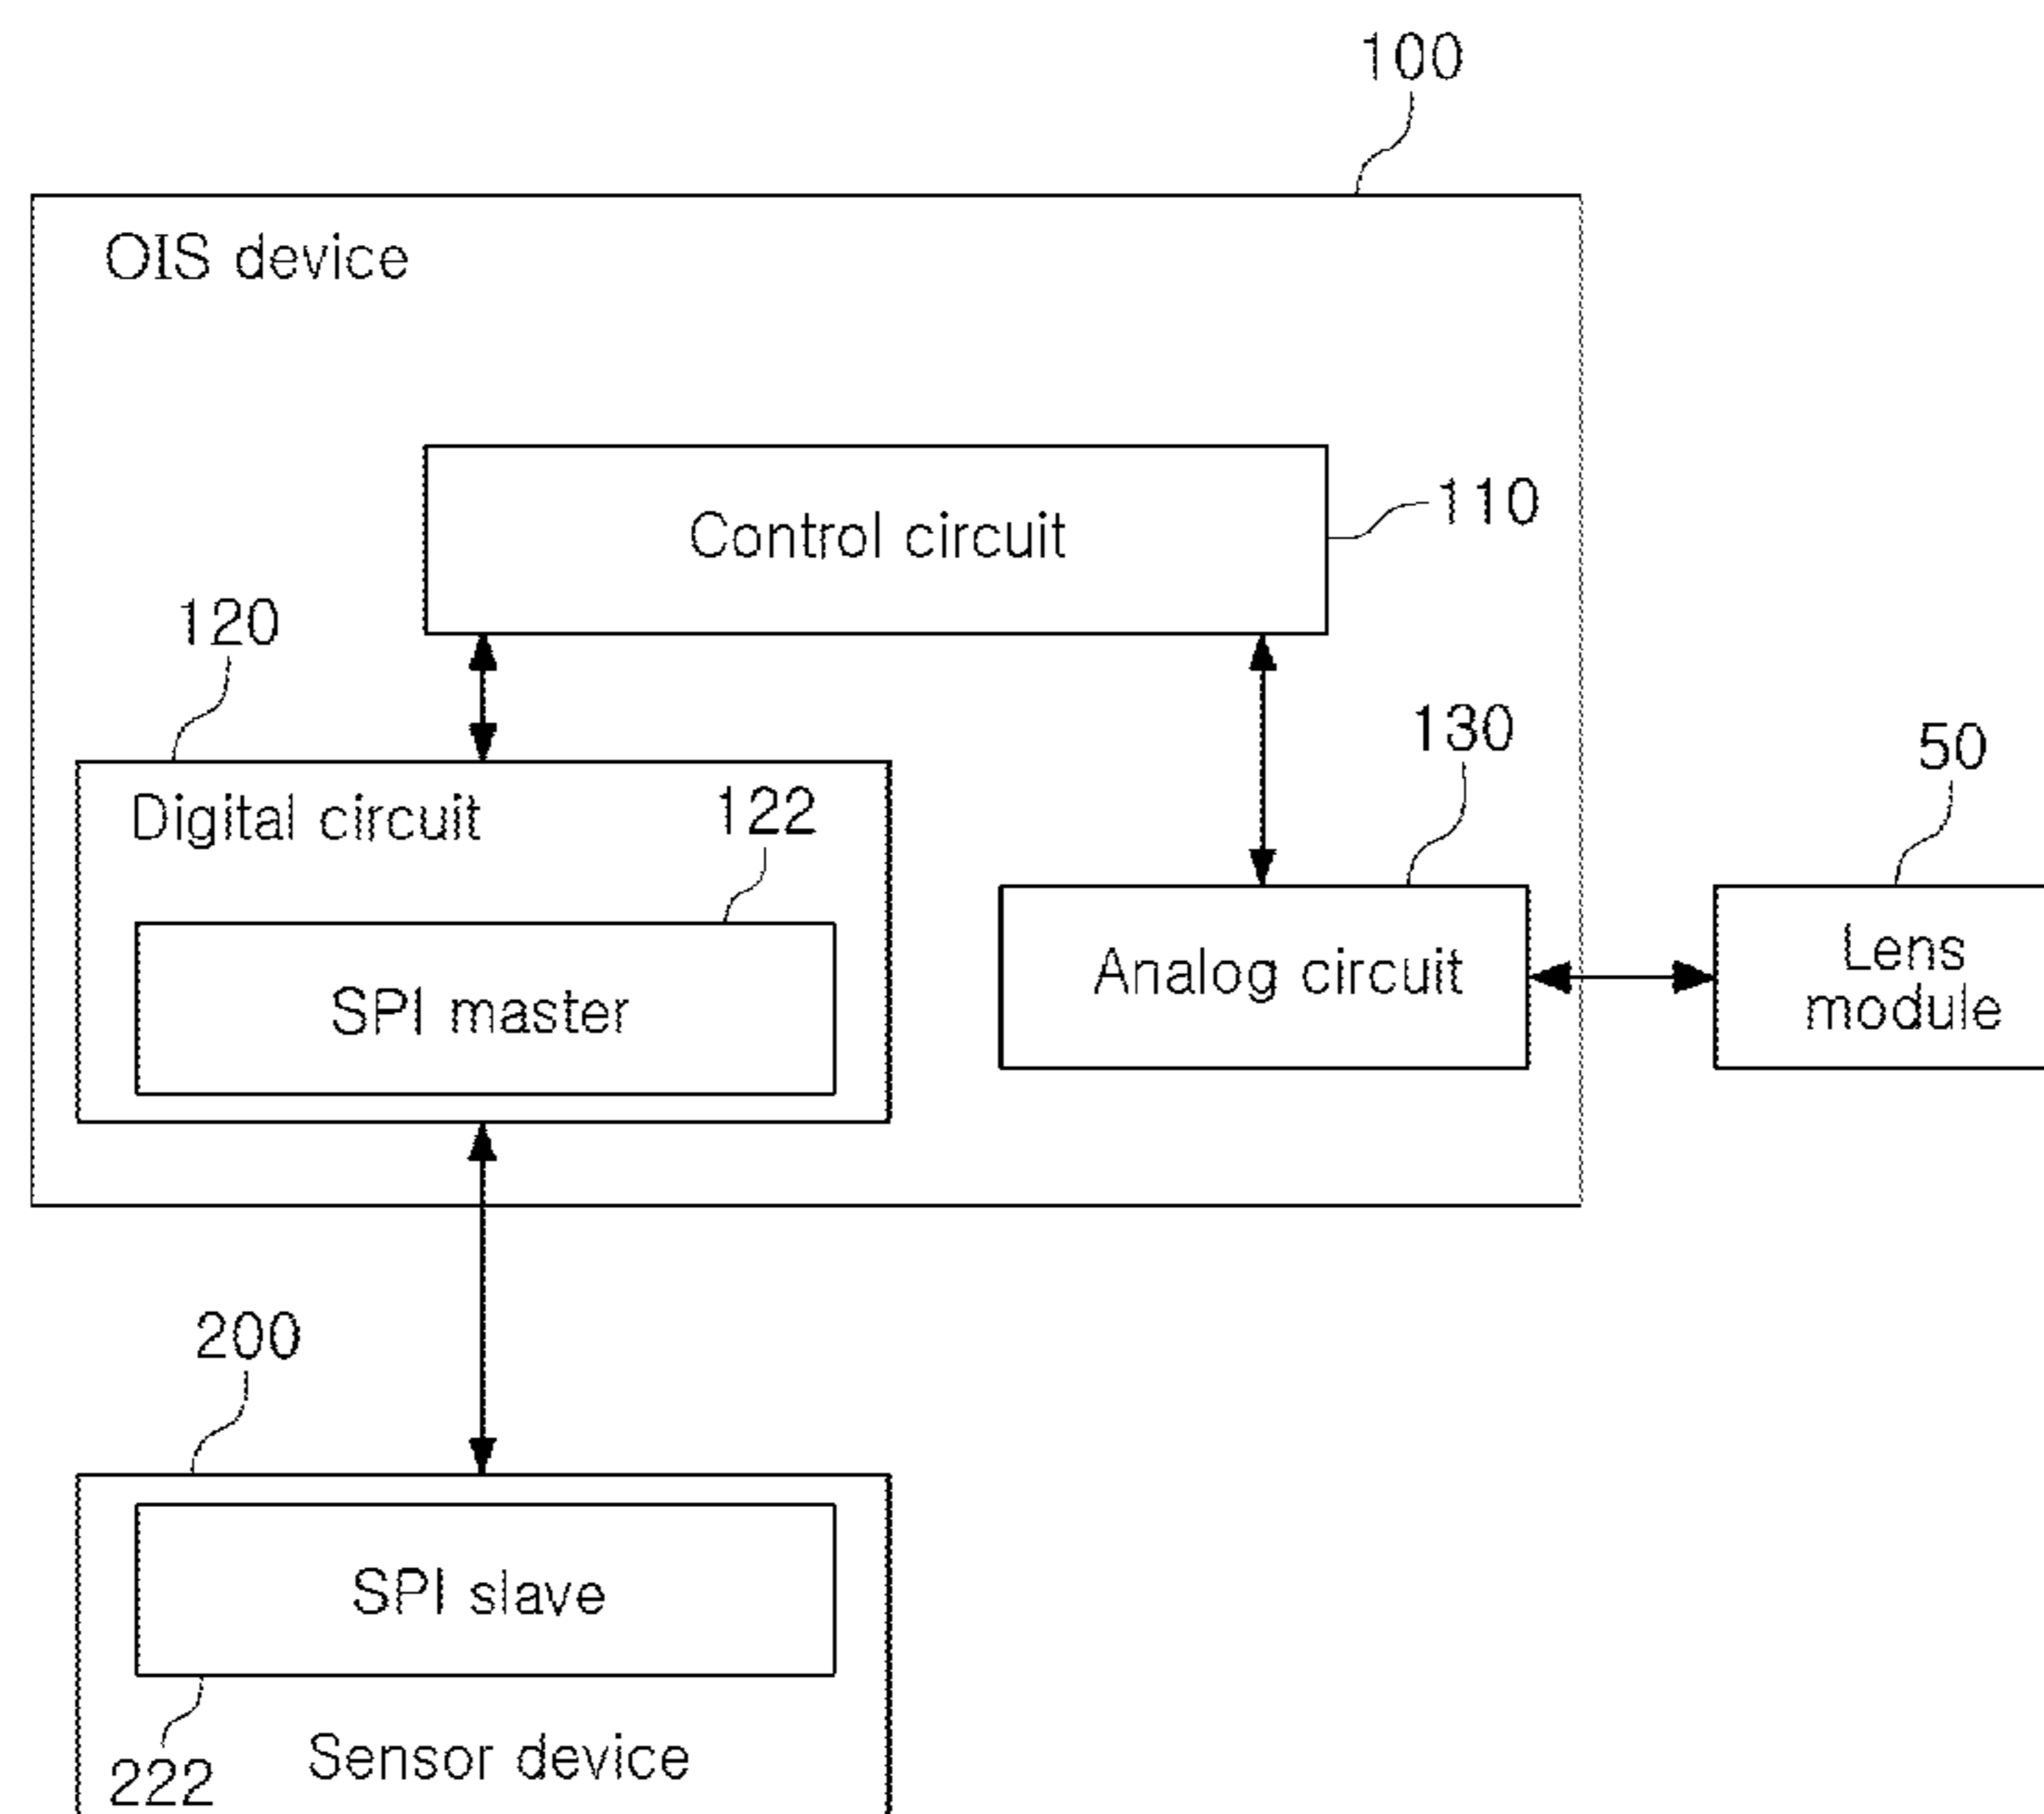 100
OIS device
Control circuit
110
120
130
50
Digital circuit
122
SPI master
Analog circuit
Lens
module
200
SPI slave
222
Sensor device